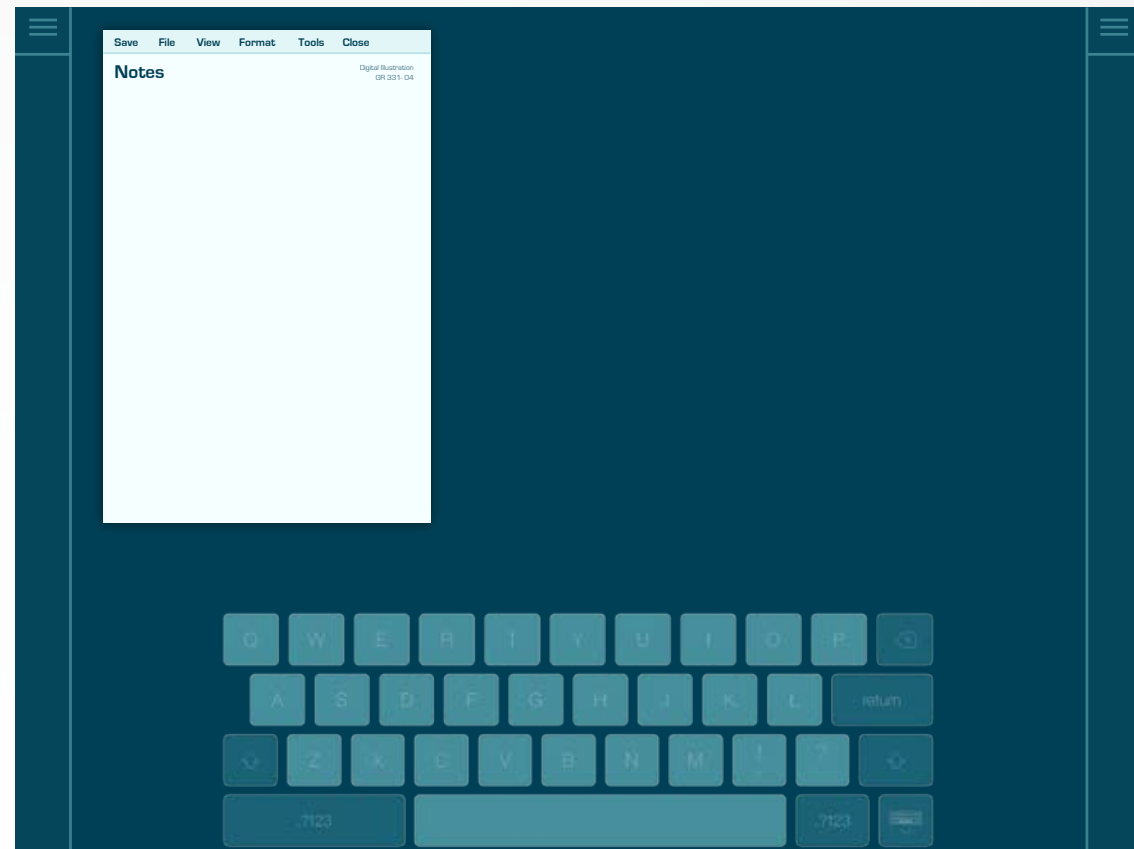 Save File View Format Tools Close
Notes
Digital Illustration
GR 331-04
Q W E R T Y U I O P
A S D F G H J K L return
Z X C V B N M ! ?
.?123 .?123